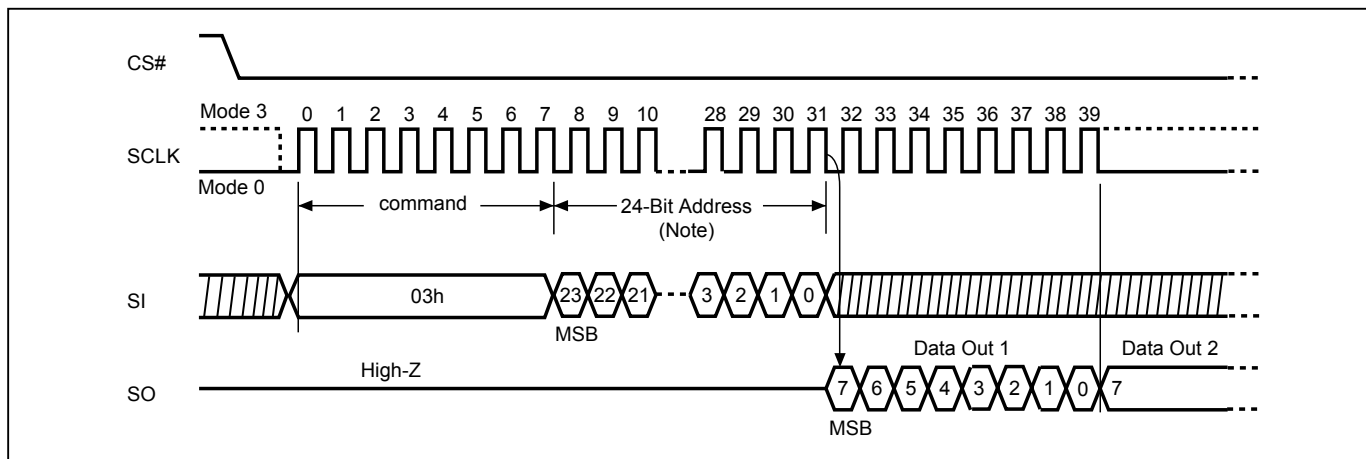 CS#
Mode 3
0 1 2 3 4 5 6 7 8 9 10 28 29 30 31 32 33 34 35 36 37 38 39
SCLK
Mode 0
command
24-Bit Address
(Note)
SI
03h
23 22 21 3 2 1 0
MSB
Data Out 1
Data Out 2
High-Z
SO
7 6 5 4 3 2 1 0 7
MSB